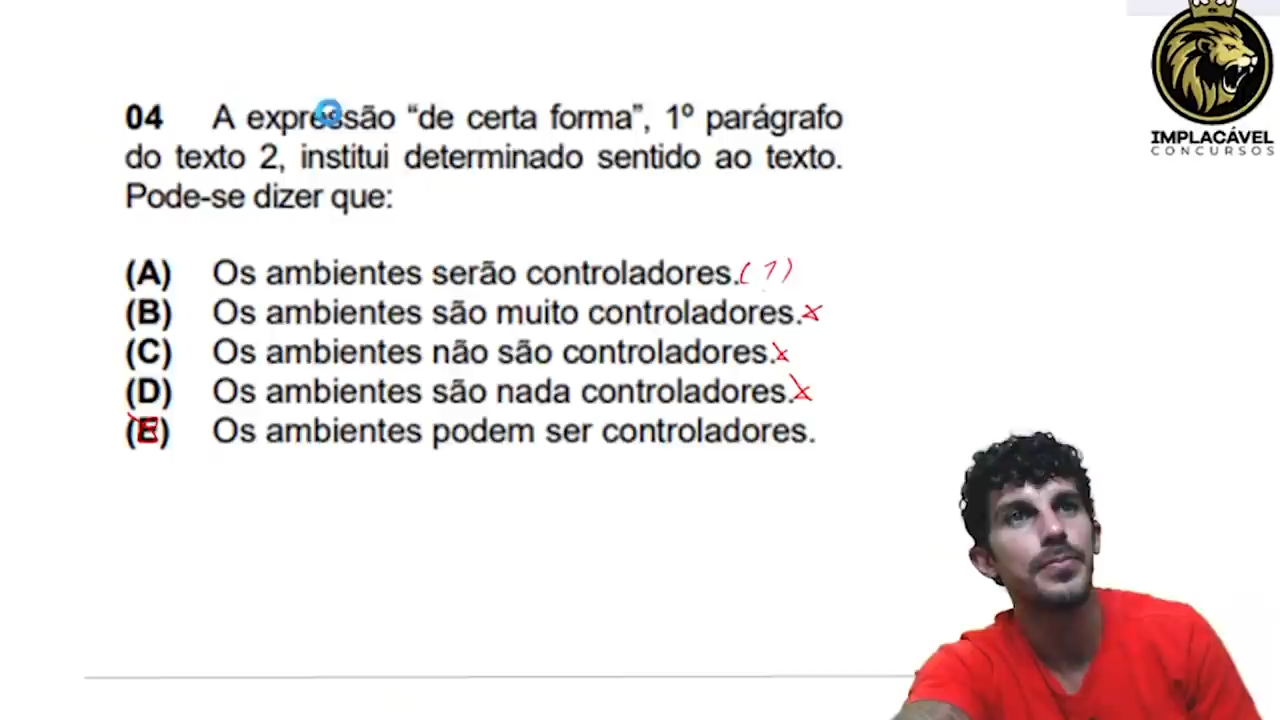 IMPLACÁVEL
CONCURSOS
04 A expressão “de certa forma”, 1º parágrafo
do texto 2, institui determinado sentido ao texto.
Pode-se dizer que:
(A) Os ambientes serão controladores. (?)
(B) Os ambientes são muito controladores. x
(C) Os ambientes não são controladores. x
(D) Os ambientes são nada controladores. x
(E) Os ambientes podem ser controladores.